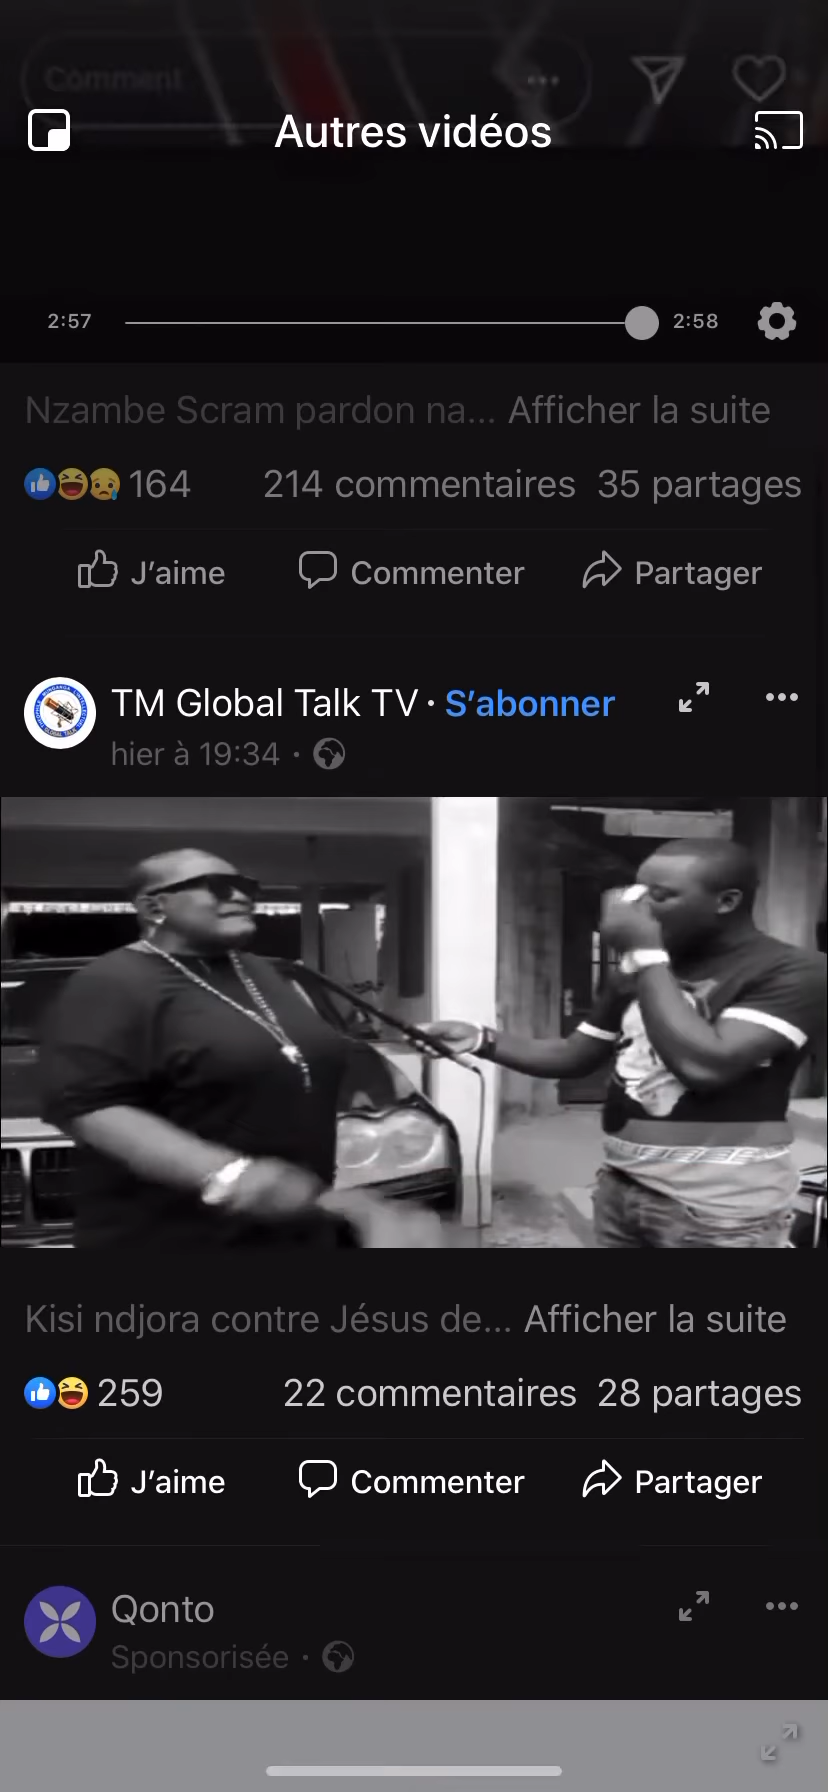 Comment
Autres vidéos
2:57
2:58
Nzambe Scram pardon na... Afficher la suite
164 214 commentaires 35 partages
J'aime Commenter Partager
TM Global Talk TV · S'abonner
hier à 19:34 ·
Kisi ndjora contre Jésus de... Afficher la suite
259 22 commentaires 28 partages
J'aime Commenter Partager
Qonto
Sponsorisée ·